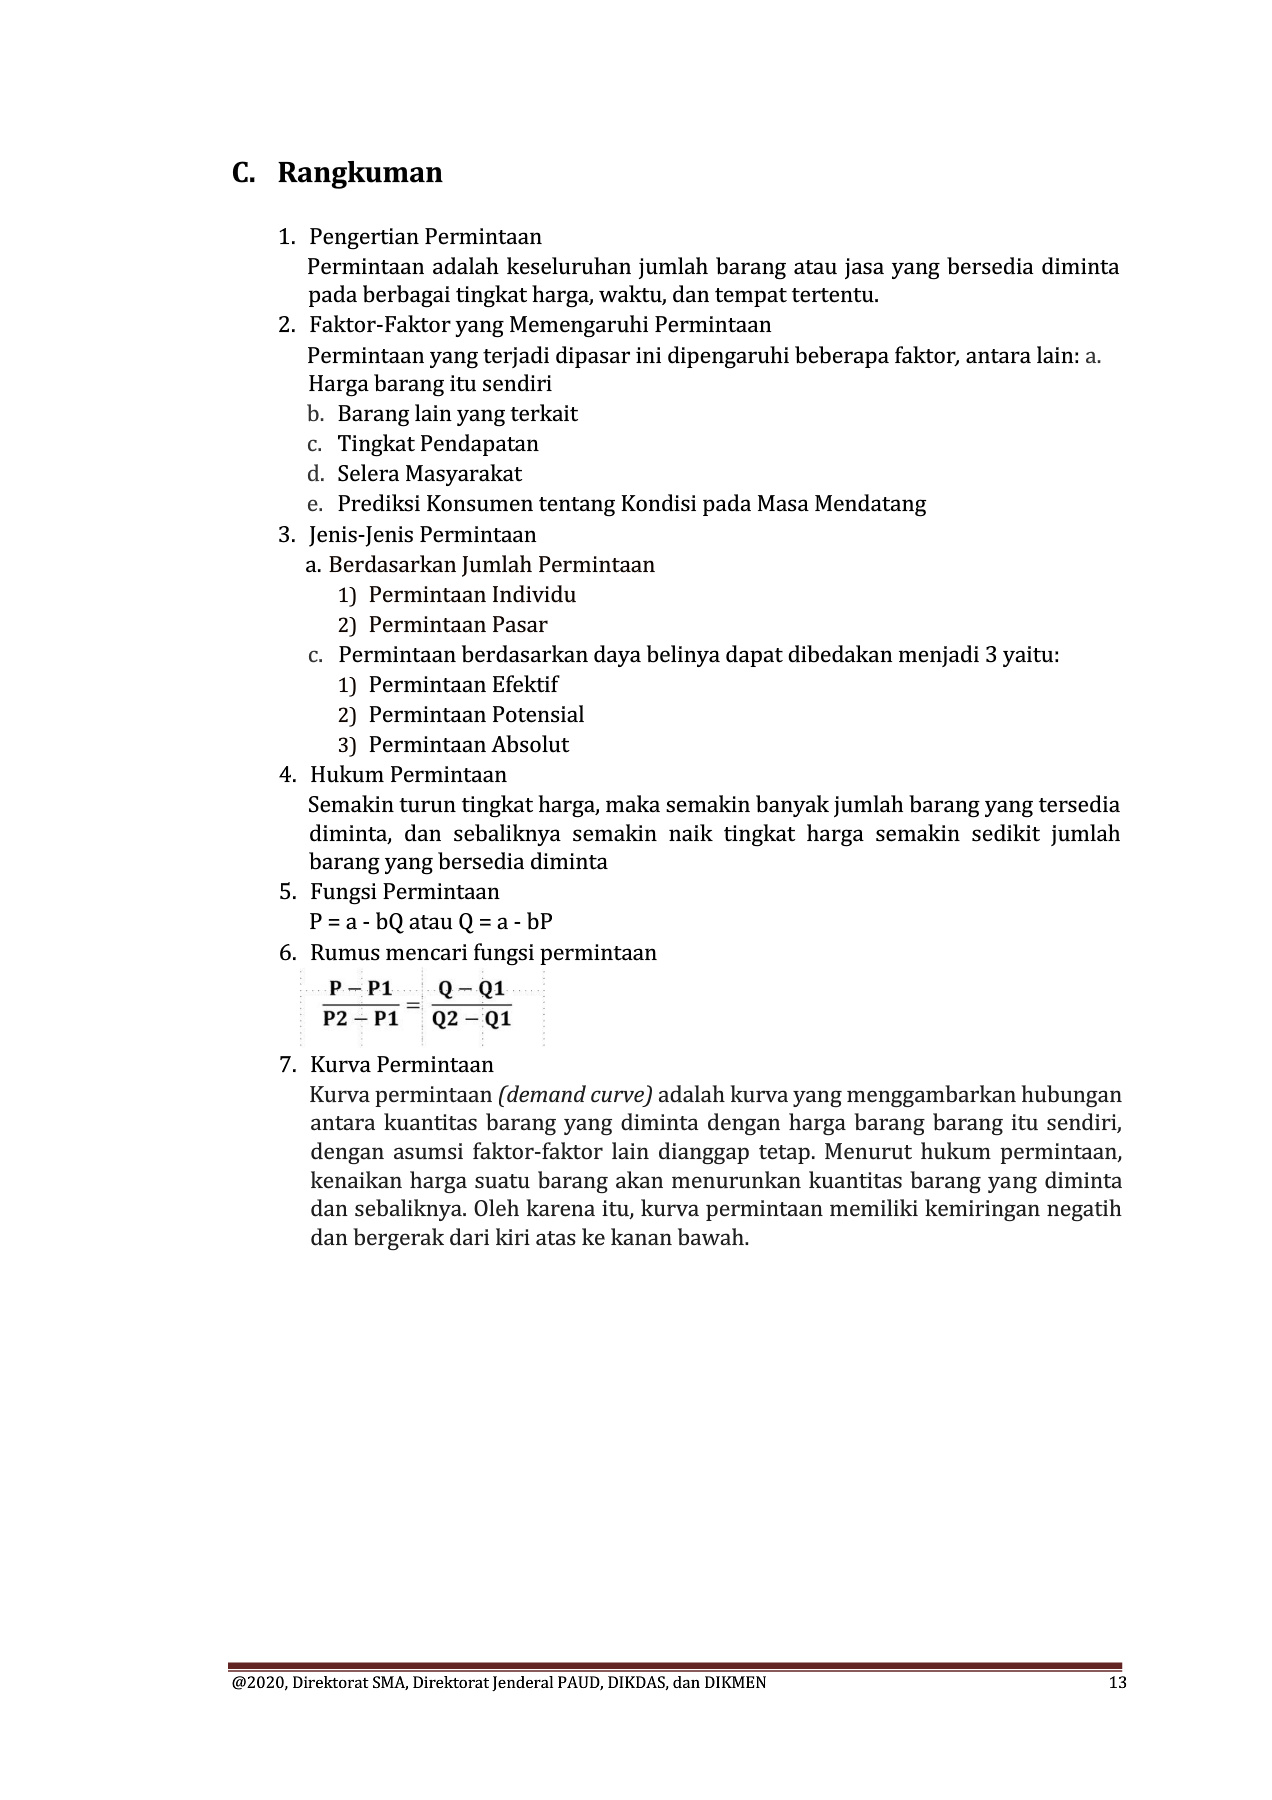 C. Rangkuman
1. Pengertian Permintaan
Permintaan adalah keseluruhan jumlah barang atau jasa yang bersedia diminta
pada berbagai tingkat harga, waktu, dan tempat tertentu.
2. Faktor-Faktor yang Memengaruhi Permintaan
Permintaan yang terjadi dipasar ini dipengaruhi beberapa faktor, antara lain: a.
Harga barang itu sendiri
b. Barang lain yang terkait
c. Tingkat Pendapatan
d. Selera Masyarakat
e. Prediksi Konsumen tentang Kondisi pada Masa Mendatang
3. Jenis-Jenis Permintaan
a. Berdasarkan Jumlah Permintaan
1) Permintaan Individu
2) Permintaan Pasar
c. Permintaan berdasarkan daya belinya dapat dibedakan menjadi 3 yaitu:
1) Permintaan Efektif
2) Permintaan Potensial
3) Permintaan Absolut
4. Hukum Permintaan
Semakin turun tingkat harga, maka semakin banyak jumlah barang yang tersedia
diminta, dan sebaliknya semakin naik tingkat harga semakin sedikit jumlah
barang yang bersedia diminta
5. Fungsi Permintaan
P = a - bQ atau Q = a - bP
6. Rumus mencari fungsi permintaan
P − P1 = Q − Q1
P2 − P1 Q2 − Q1
7. Kurva Permintaan
Kurva permintaan (demand curve) adalah kurva yang menggambarkan hubungan
antara kuantitas barang yang diminta dengan harga barang barang itu sendiri,
dengan asumsi faktor-faktor lain dianggap tetap. Menurut hukum permintaan,
kenaikan harga suatu barang akan menurunkan kuantitas barang yang diminta
dan sebaliknya. Oleh karena itu, kurva permintaan memiliki kemiringan negatih
dan bergerak dari kiri atas ke kanan bawah.
@2020, Direktorat SMA, Direktorat Jenderal PAUD, DIKDAS, dan DIKMEN 13